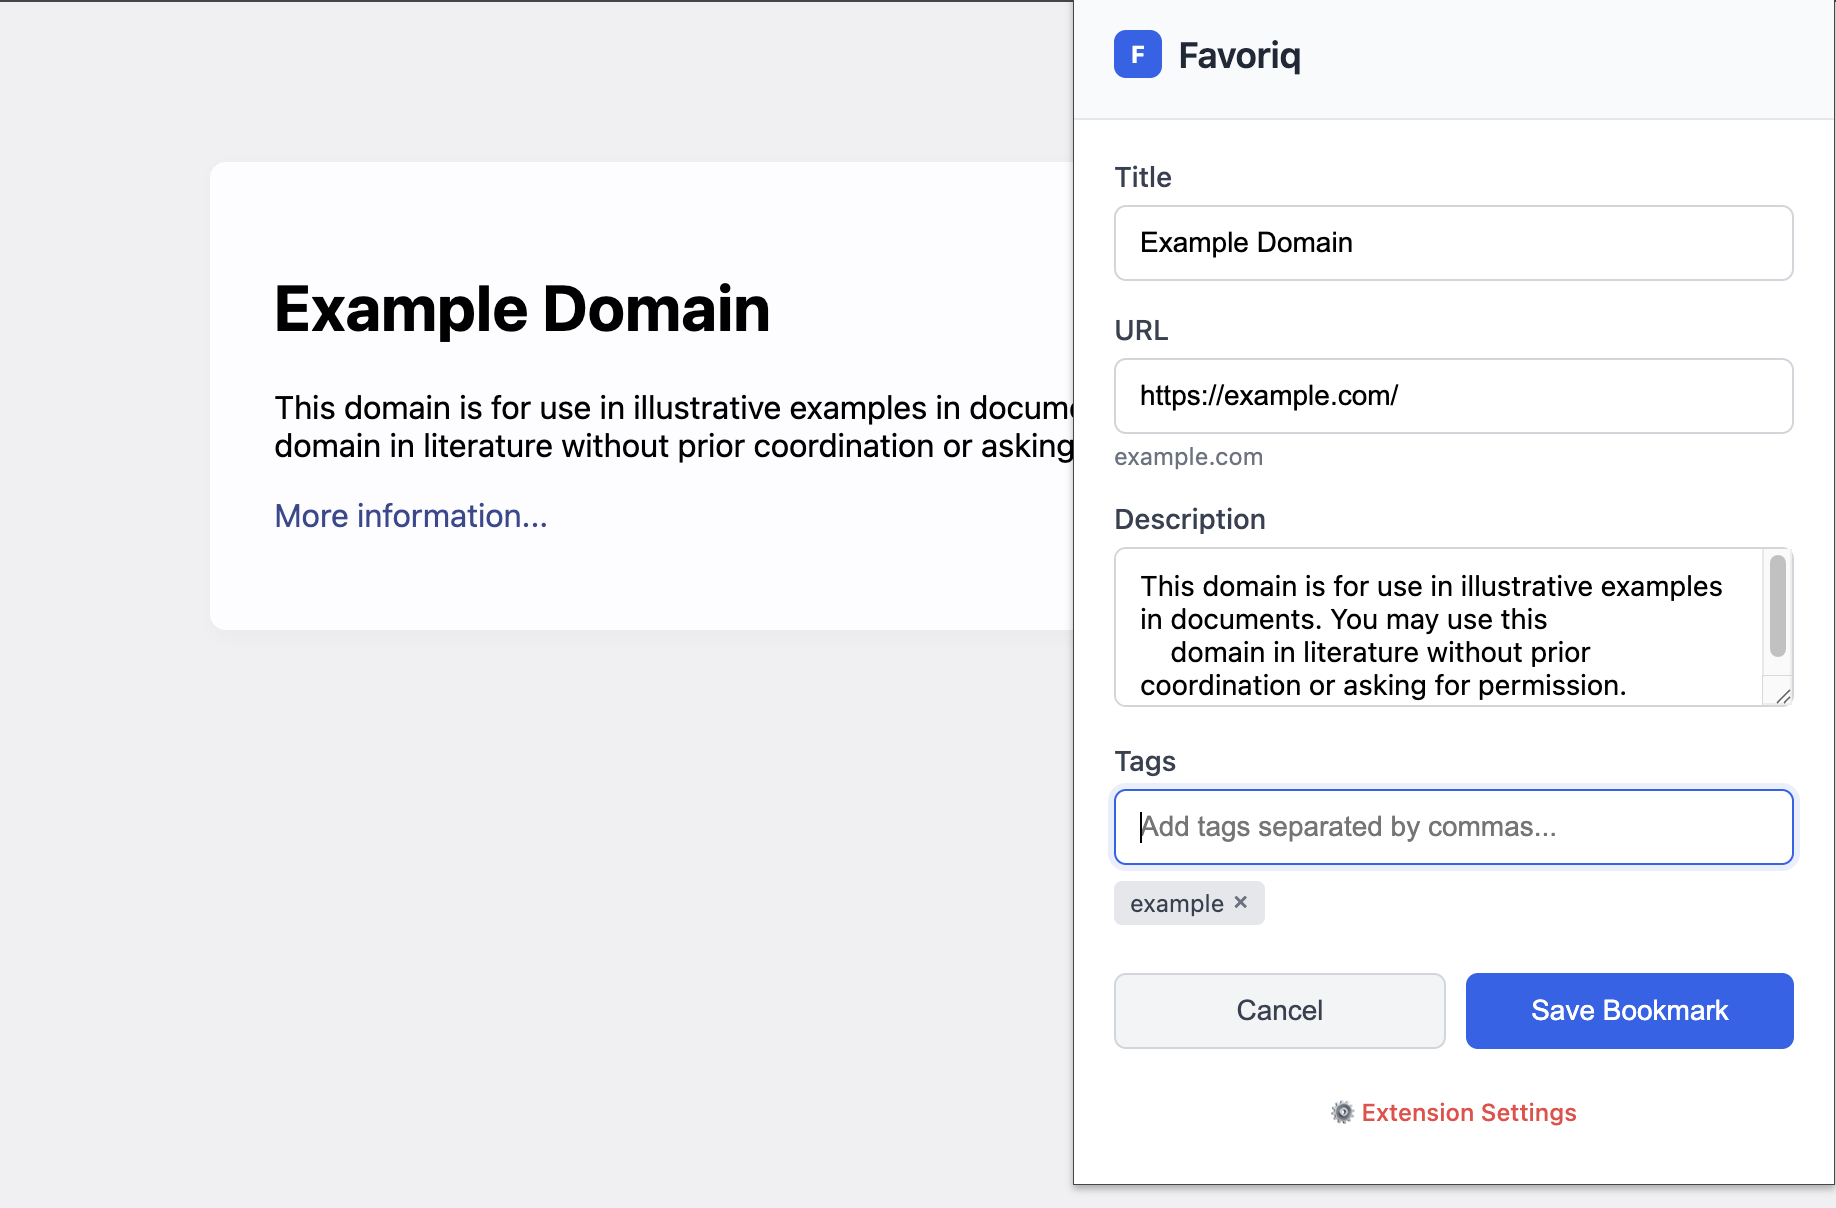 Example Domain
This domain is for use in illustrative examples in docum
domain in literature without prior coordination or asking
More information...
F Favoriq
Title
Example Domain
URL
https://example.com/
example.com
Description
This domain is for use in illustrative examples
in documents. You may use this
domain in literature without prior
coordination or asking for permission.
Tags
Add tags separated by commas...
example ×
Cancel
Save Bookmark
Extension Settings